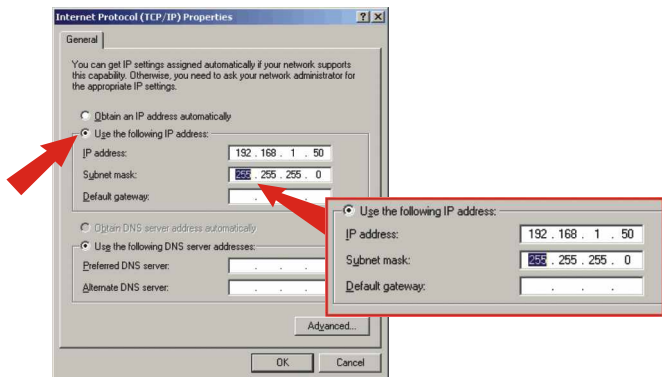 Internet Protocol (TCP/IP) Properties
General
You can get IP settings assigned automatically if your network supports
this capability. Otherwise, you need to ask your network administrator for
the appropriate IP settings.
Obtain an IP address automatically
Use the following IP address:
IP address: 192 . 168 . 1 . 50
Subnet mask: 255 . 255 . 255 . 0
Default gateway: . . .
Obtain DNS server address automatically
Use the following DNS server addresses:
Preferred DNS server: . . .
Alternate DNS server: . . .
Advanced...
OK Cancel
Use the following IP address:
IP address: 192 . 168 . 1 . 50
Subnet mask: 255 . 255 . 255 . 0
Default gateway: . . .